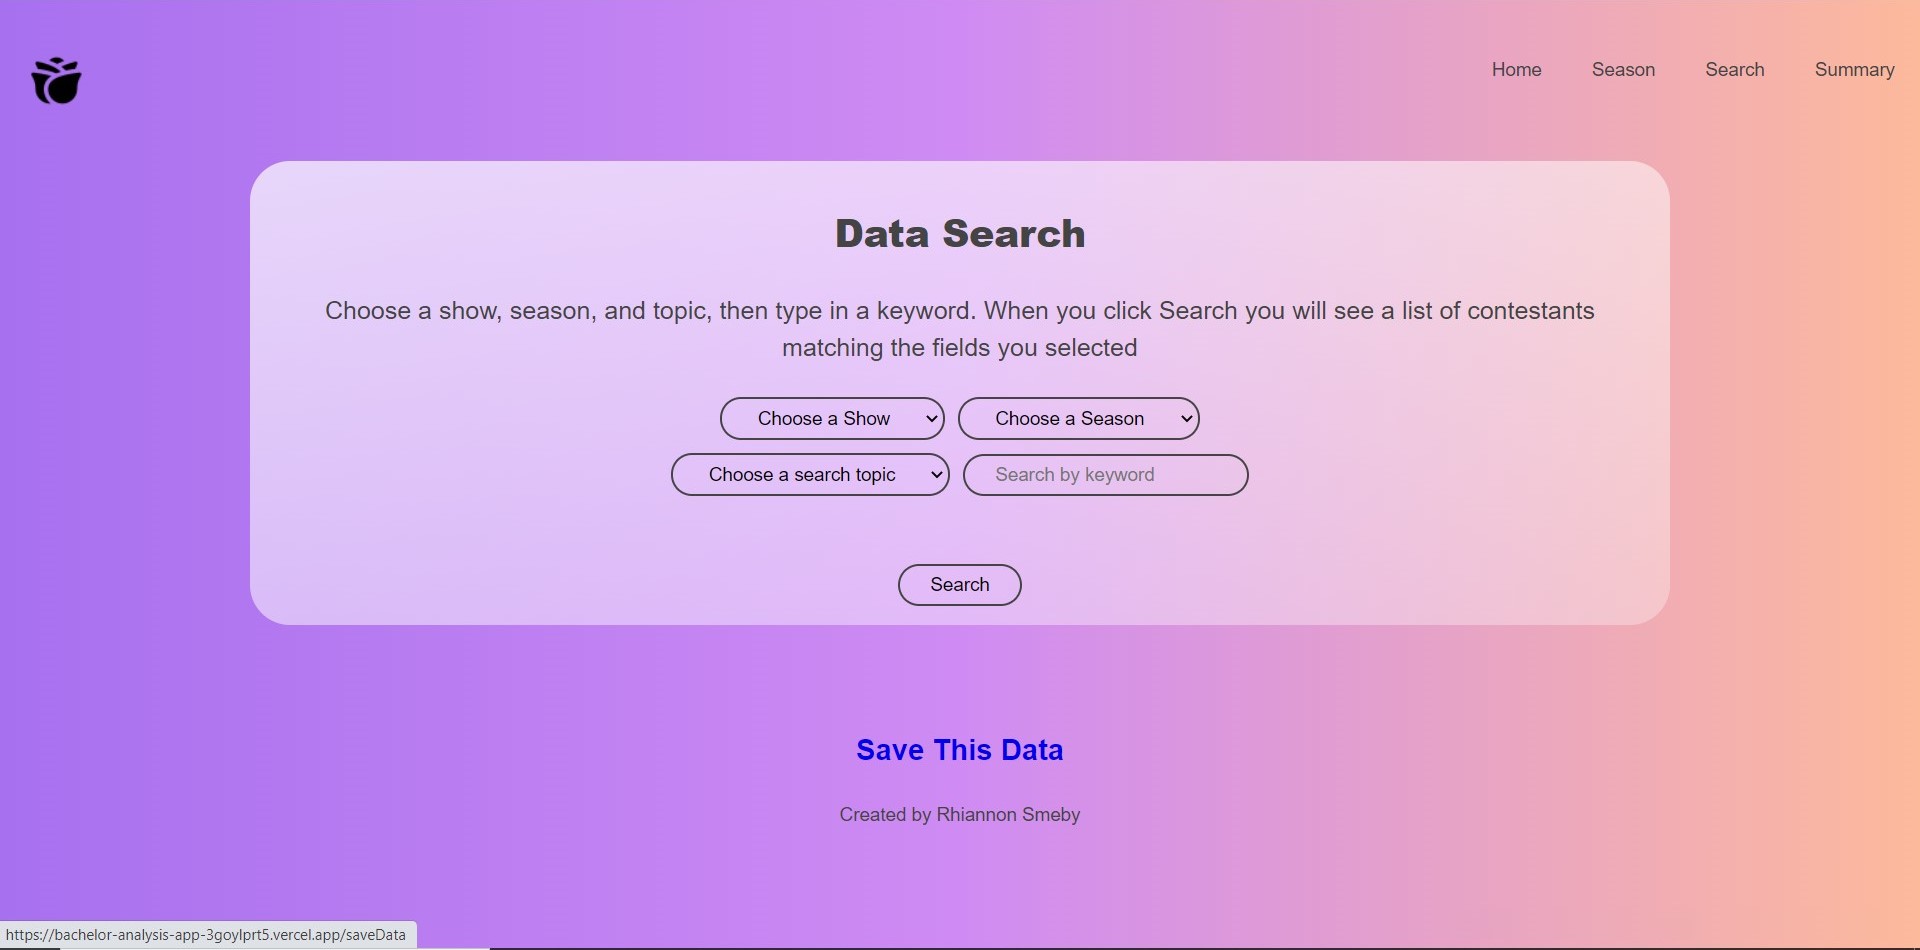 Home Season Search Summary
Data Search
Choose a show, season, and topic, then type in a keyword. When you click Search you will see a list of contestants
matching the fields you selected
Choose a Show Choose a Season
Choose a search topic Search by keyword
Search
Save This Data
Created by Rhiannon Smeby
https://bachelor-analysis-app-3goylprt5.vercel.app/saveData